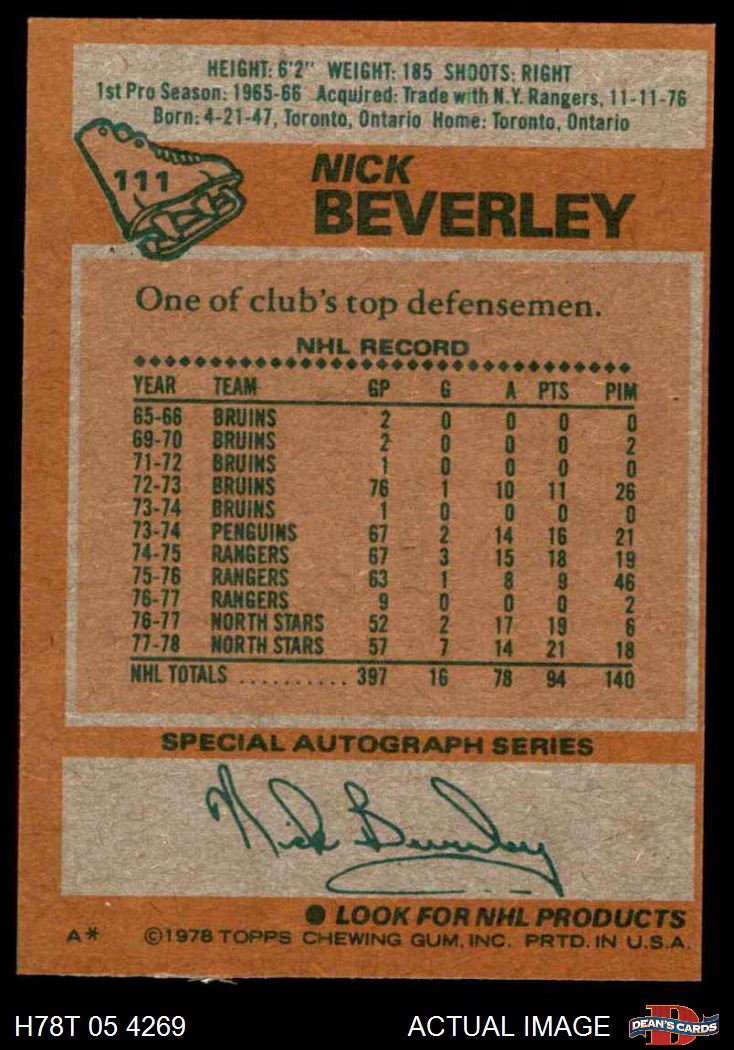 HEIGHT: 6'2" WEIGHT: 185 SHOOTS: RIGHT
1st Pro Season: 1965-66 Acquired: Trade with N.Y. Rangers, 11-11-76
Born: 4-21-47, Toronto, Ontario Home: Toronto, Ontario
111
NICK
BEVERLEY
One of club's top defensemen.
NHL RECORD
YEAR TEAM GP G A PTS PIM
65-66 BRUINS 2 0 0 0 0
69-70 BRUINS 2 0 0 0 2
71-72 BRUINS 1 0 0 0 0
72-73 BRUINS 76 1 10 11 26
73-74 BRUINS 1 0 0 0 0
73-74 PENGUINS 67 2 14 16 21
74-75 RANGERS 67 3 15 18 19
75-76 RANGERS 63 1 8 9 46
76-77 RANGERS 9 0 0 0 2
76-77 NORTH STARS 52 2 17 19 6
77-78 NORTH STARS 57 7 14 21 18
NHL TOTALS .......... 397 16 78 94 140
SPECIAL AUTOGRAPH SERIES
Nick Beverley
● LOOK FOR NHL PRODUCTS
A* ©1978 TOPPS CHEWING GUM, INC. PRTD. IN U.S.A.
H78T 05 4269 ACTUAL IMAGE DEAN'S CARDS